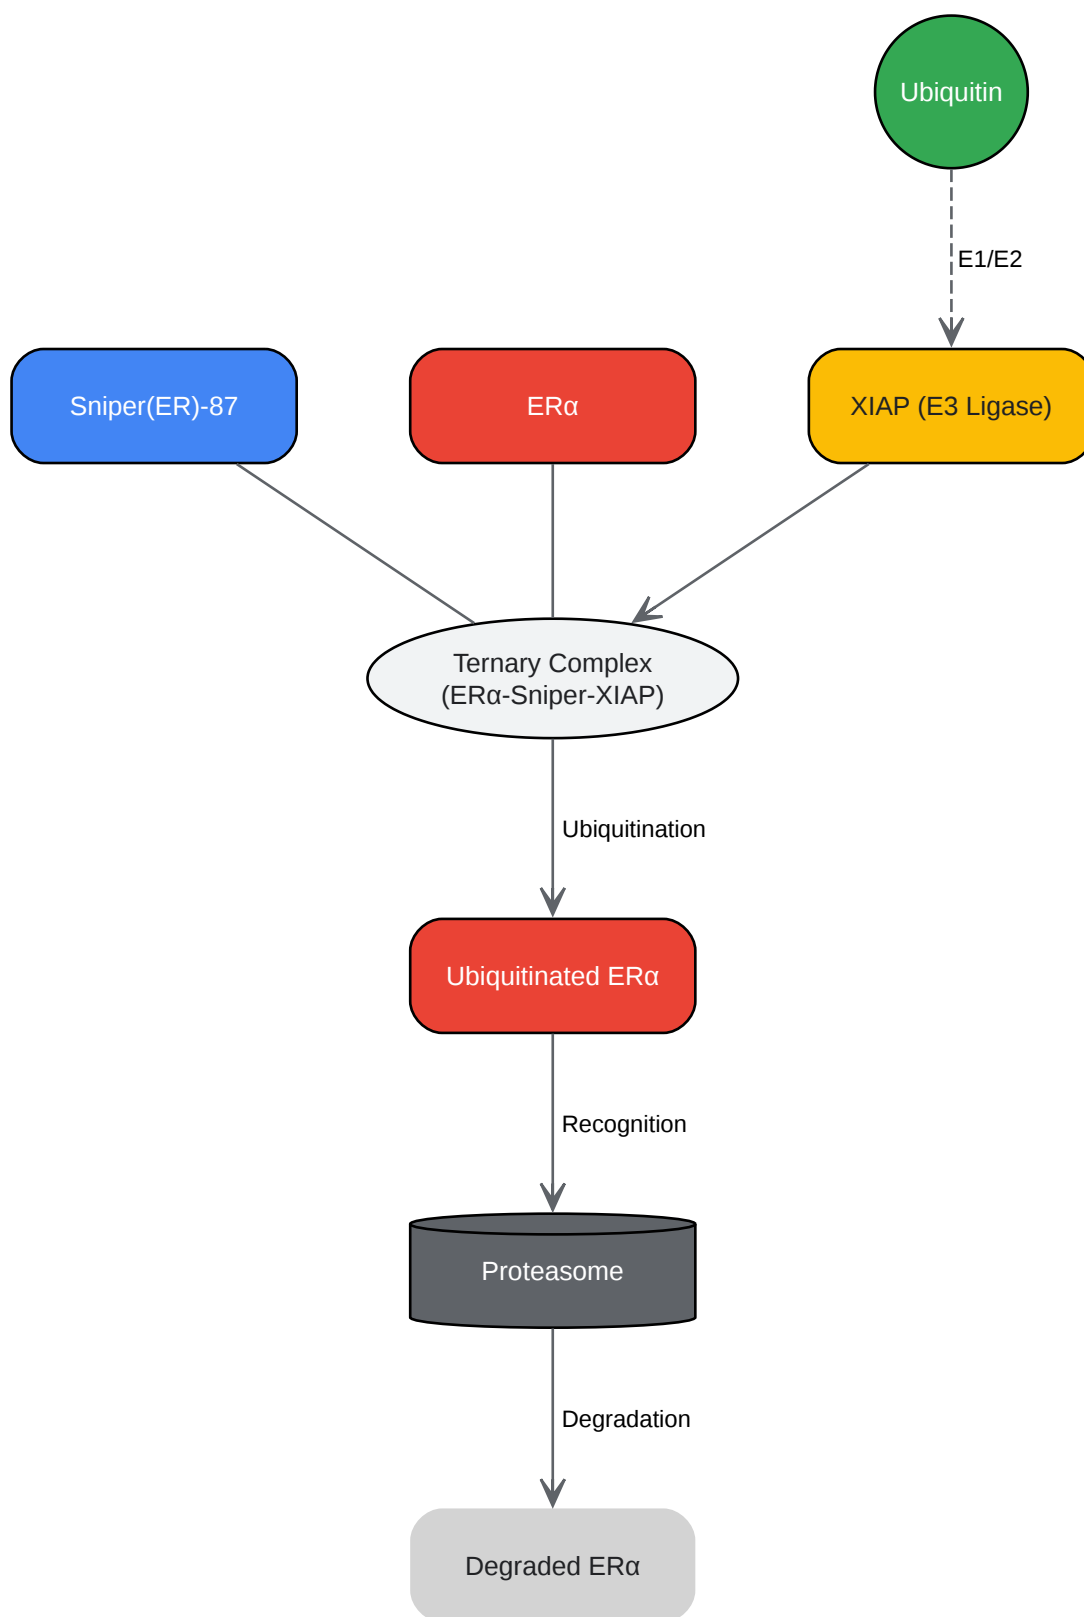 Ubiquitin
E1/E2
Sniper(ER)-87
ERα
XIAP (E3 Ligase)
Ternary Complex
(ERα-Sniper-XIAP)
Ubiquitination
Ubiquitinated ERα
Recognition
Proteasome
Degradation
Degraded ERα